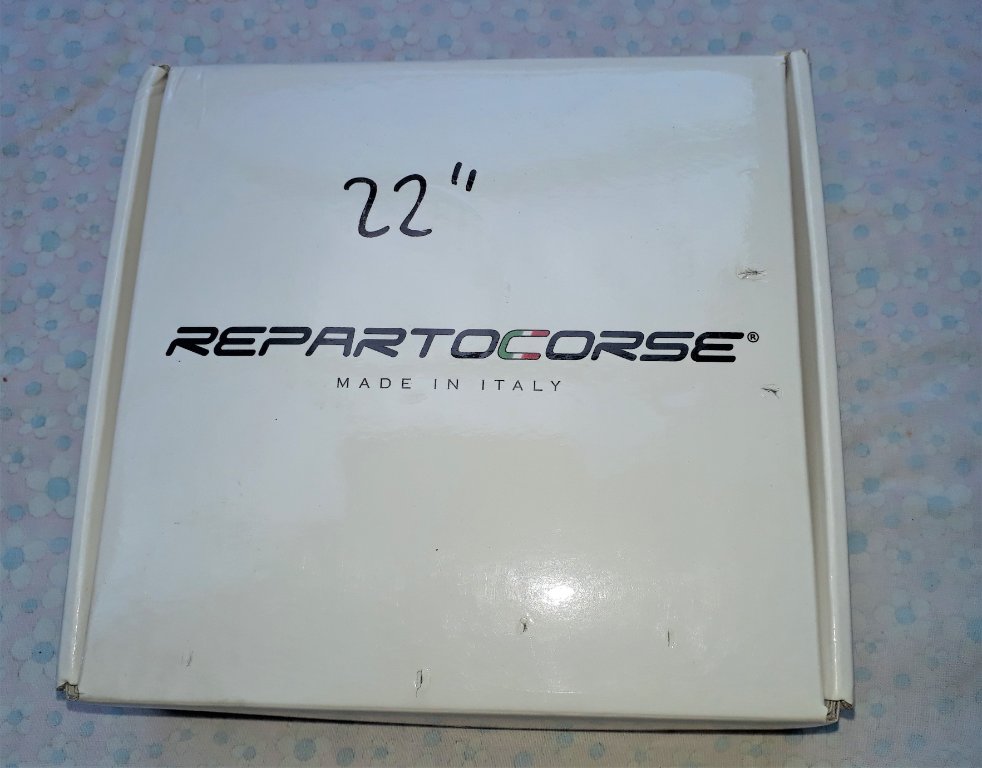 22"
REPARTOCORSE®
MADE IN ITALY